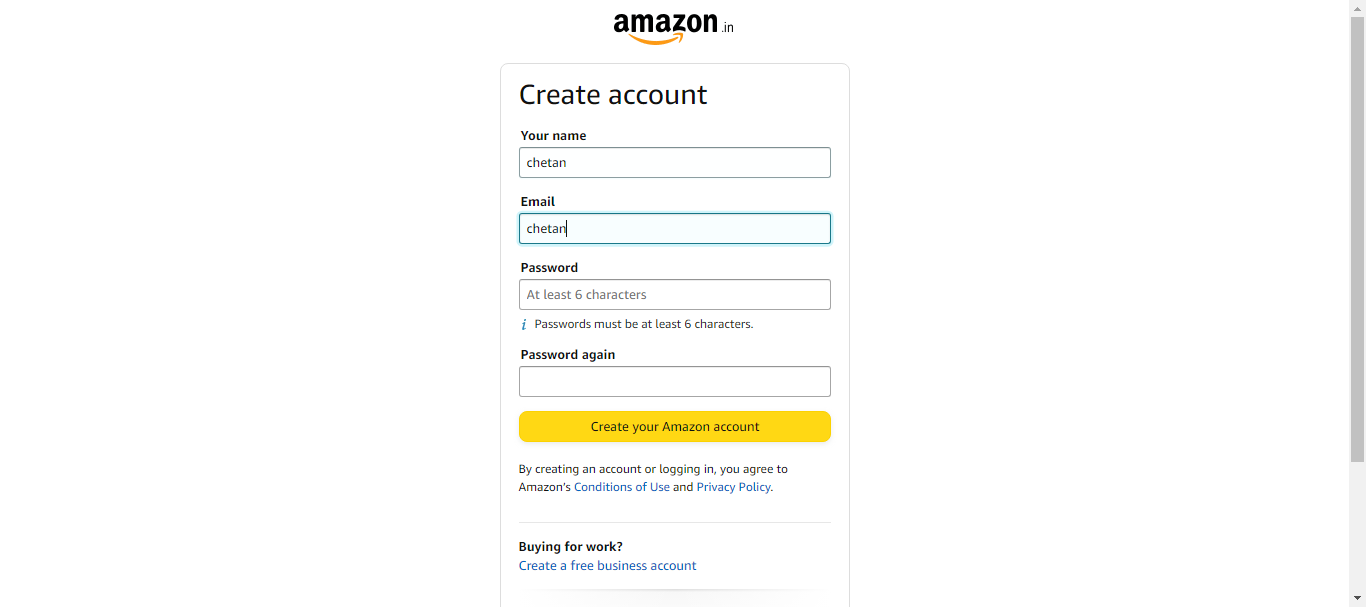 amazon.in
Create account
Your name
chetan
Email
chetan
Password
At least 6 characters
i Passwords must be at least 6 characters.
Password again
Create your Amazon account
By creating an account or logging in, you agree to
Amazon's Conditions of Use and Privacy Policy.
Buying for work?
Create a free business account